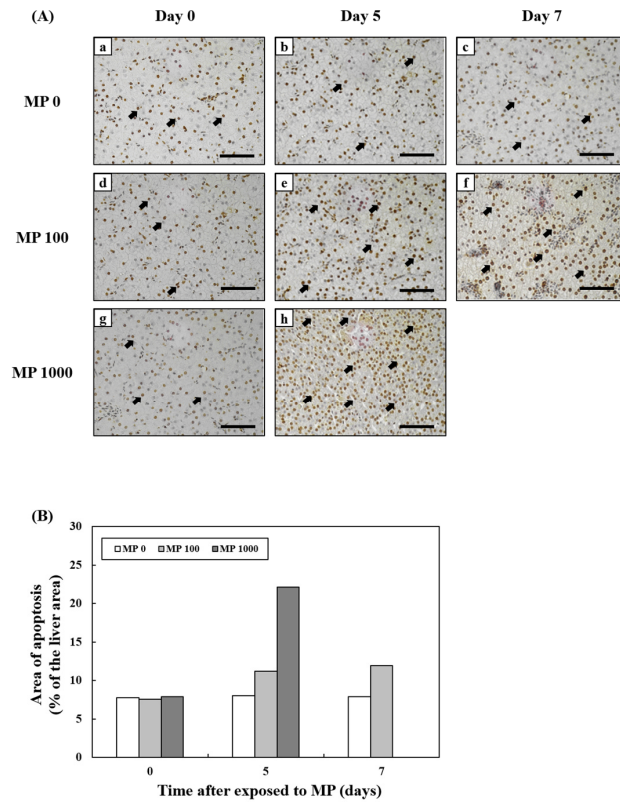 (A) Day 0 Day 5 Day 7
MP 0 a b c
MP 100 d e f
MP 1000 g h
(B)
30
25
20
15
10
5
0
MP 0 MP 100 MP 1000
Area of apoptosis
(% of the liver area)
0 5 7
Time after exposed to MP (days)